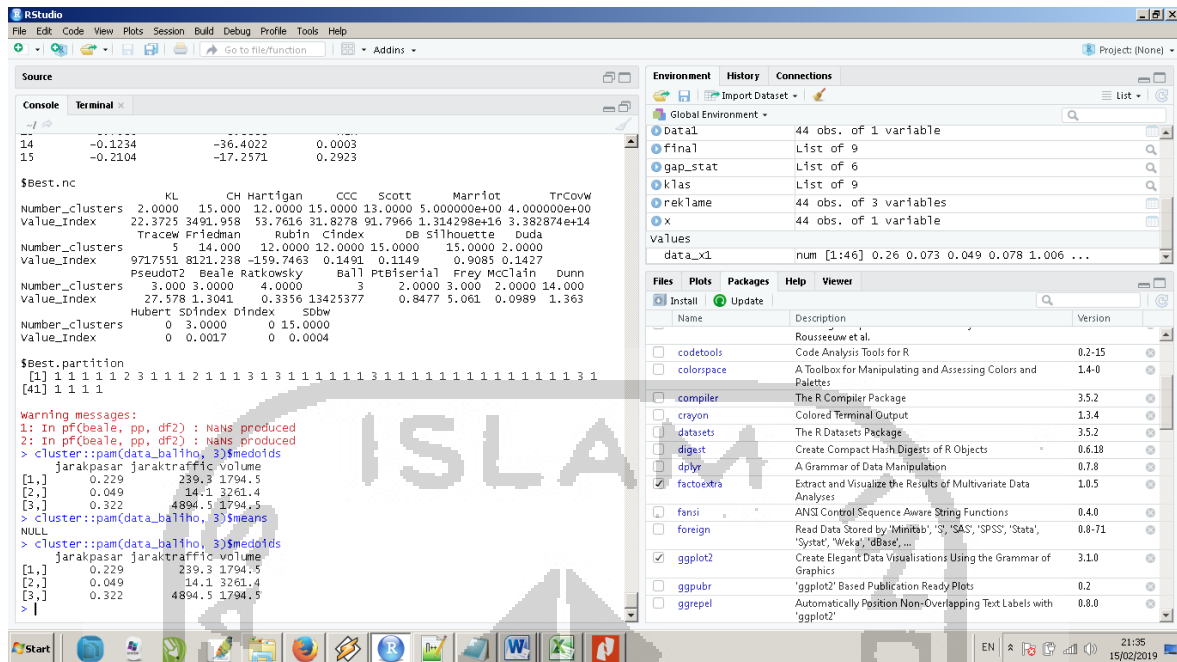 RStudio
File Edit Code View Plots Session Build Debug Profile Tools Help
Go to file/function Addins Project: (None)
Source
Console Terminal
~/
14 -0.1234 -36.4022 0.0003
15 -0.2104 -17.2571 0.2923
$Best.nc
KL CH Hartigan CCC Scott Marriot TrCovW
Number_clusters 2.0000 15.000 12.0000 15.0000 13.0000 5.000000e+00 4.000000e+00
Value_Index 22.3725 3491.958 53.7616 31.8278 91.7966 1.314298e+16 3.382874e+14
TraceW Friedman Rubin Cindex DB Silhouette Duda
Number_clusters 5 14.000 12.0000 12.0000 15.0000 15.0000 2.0000
Value_Index 9717551 8121.238 -159.7463 0.1491 0.1149 0.9085 0.1427
PseudoT2 Beale Ratkowsky Ball PtBiserial Frey McClain Dunn
Number_clusters 3.000 3.0000 4.0000 3 2.0000 3.000 2.0000 14.000
Value_Index 27.578 1.3041 0.3356 13425377 0.8477 5.061 0.0989 1.363
Hubert SDindex Dindex SDbw
Number_clusters 0 3.0000 0 15.0000
Value_Index 0 0.0017 0 0.0004
$Best.partition
[1] 1 1 1 1 1 2 3 1 1 1 2 1 1 1 3 1 3 1 1 1 1 1 3 1 1 1 1 1 1 1 1 1 1 1 1 1 1 1 3 1
[41] 1 1 1 1
Warning messages:
1: In pf(beale, pp, df2) : NaNs produced
2: In pf(beale, pp, df2) : NaNs produced
> cluster::pam(data_baliho, 3)$medoids
jarakpasar jaraktraffic volume
[1,] 0.229 239.3 1794.5
[2,] 0.049 14.1 3261.4
[3,] 0.322 4894.5 1794.5
> cluster::pam(data_baliho, 3)$means
NULL
> cluster::pam(data_baliho, 3)$medoids
jarakpasar jaraktraffic volume
[1,] 0.229 239.3 1794.5
[2,] 0.049 14.1 3261.4
[3,] 0.322 4894.5 1794.5
>
Environment History Connections
Import Dataset List
Global Environment
Data1 44 obs. of 1 variable
final List of 9
gap_stat List of 6
klas List of 9
reklame 44 obs. of 3 variables
x 44 obs. of 1 variable
Values
data_x1 num [1:46] 0.26 0.073 0.049 0.078 1.006 ...
Files Plots Packages Help Viewer
Install Update
Name Description Version
Rousseeuw et al.
codetools Code Analysis Tools for R 0.2-15
colorspace A Toolbox for Manipulating and Assessing Colors and Palettes 1.4-0
compiler The R Compiler Package 3.5.2
crayon Colored Terminal Output 1.3.4
datasets The R Datasets Package 3.5.2
digest Create Compact Hash Digests of R Objects 0.6.18
dplyr A Grammar of Data Manipulation 0.7.8
factoextra Extract and Visualize the Results of Multivariate Data Analyses 1.0.5
fansi ANSI Control Sequence Aware String Functions 0.4.0
foreign Read Data Stored by 'Minitab', 'S', 'SAS', 'SPSS', 'Stata', 'Systat', 'Weka', 'dBase', ... 0.8-71
ggplot2 Create Elegant Data Visualisations Using the Grammar of Graphics 3.1.0
ggpubr 'ggplot2' Based Publication Ready Plots 0.2
ggrepel Automatically Position Non-Overlapping Text Labels with 'ggplot2' 0.8.0
ISLAM
Start EN 21:35
15/02/2019